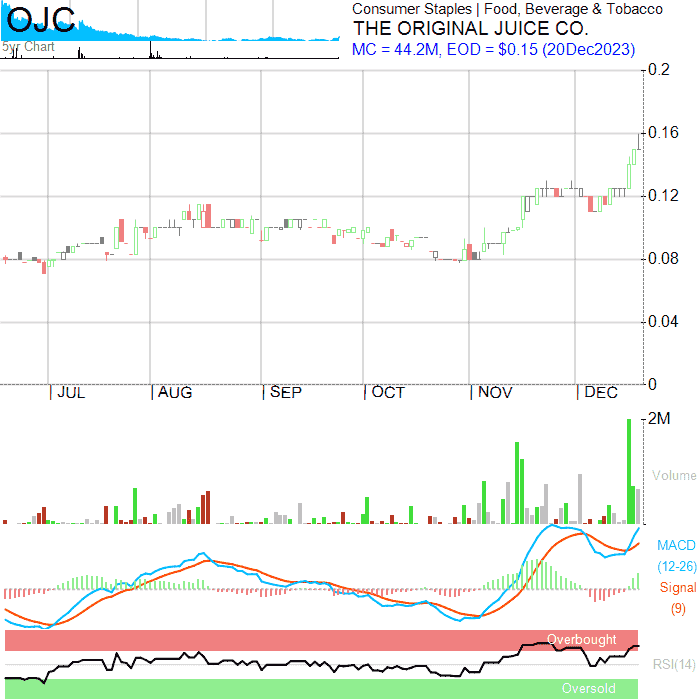 OJC
5yr Chart
Consumer Staples | Food, Beverage & Tobacco
THE ORIGINAL JUICE CO.
MC = 44.2M, EOD = $0.15 (20Dec2023)
0.2
0.16
0.12
0.08
0.04
0
JUL AUG SEP OCT NOV DEC
2M
Volume
MACD
(12-26)
Signal
(9)
Overbought
RSI(14)
Oversold